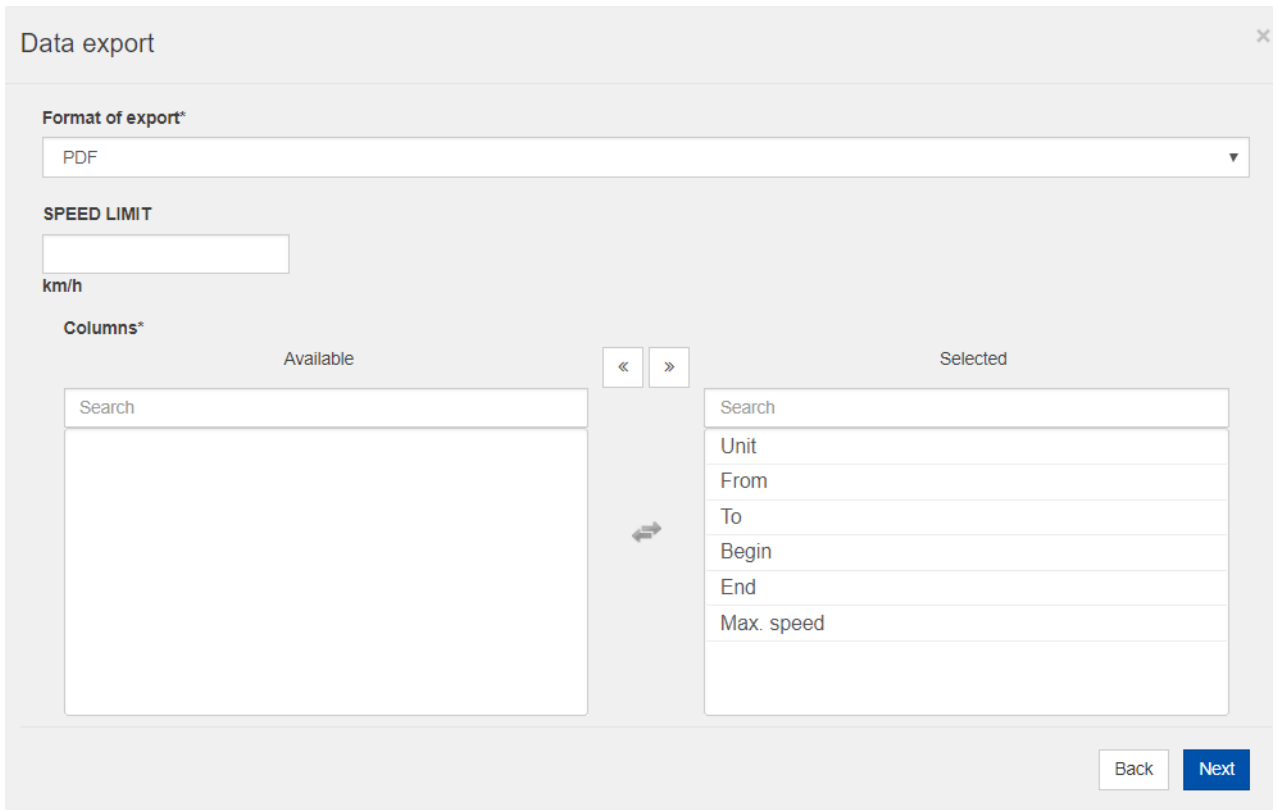 Data export
×
Format of export*
PDF
SPEED LIMIT
km/h
Columns*
Available « » Selected
Search Search
Unit
From
To
Begin
End
Max. speed
Back Next